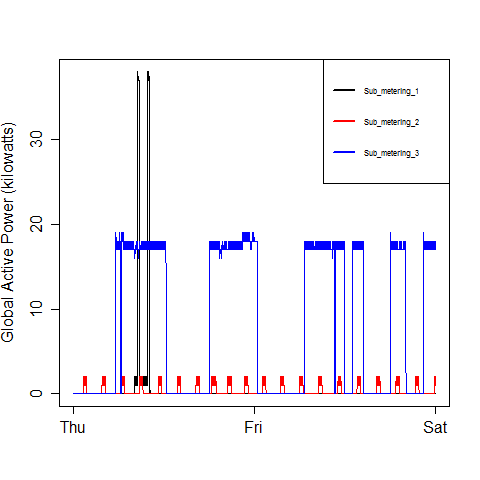 Sub_metering_1
Sub_metering_2
Sub_metering_3
Global Active Power (kilowatts)
30
20
10
0
Thu Fri Sat